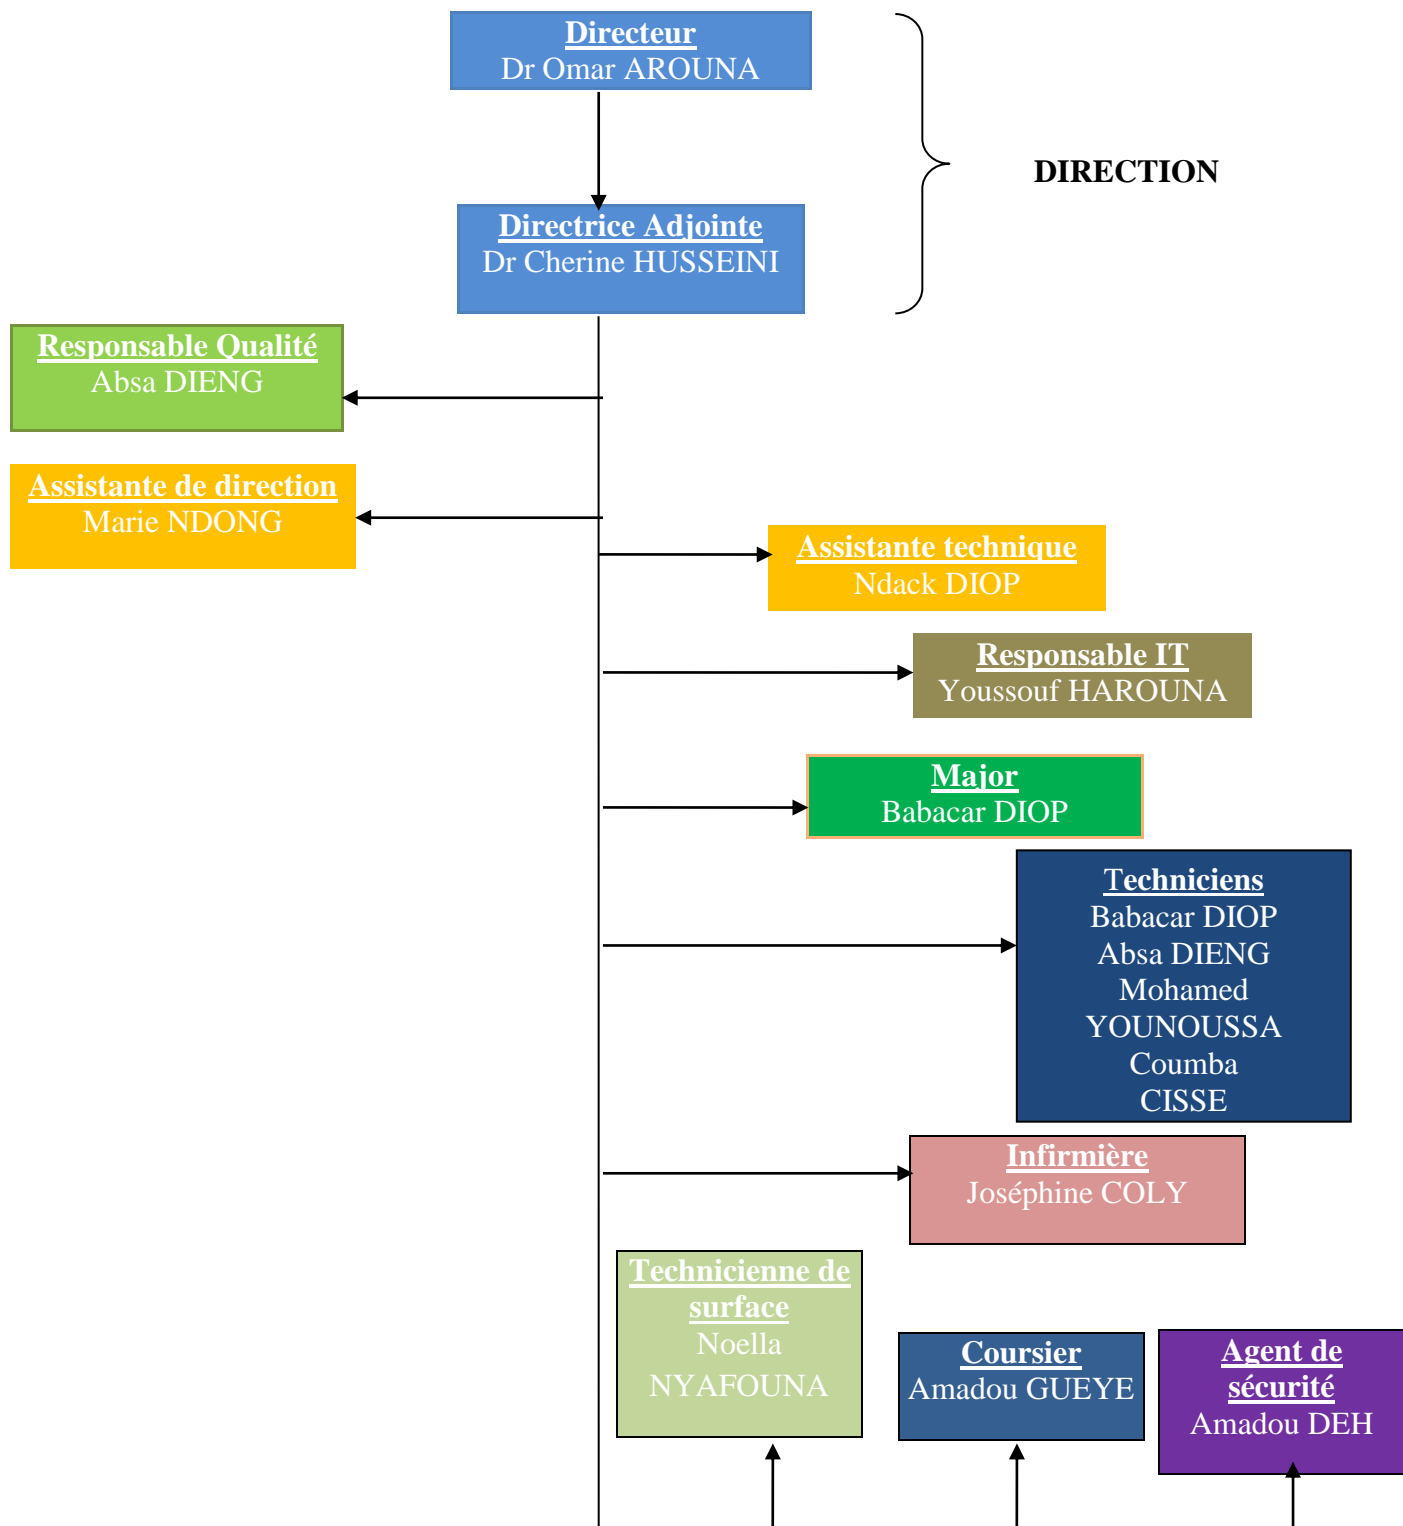 Directeur
Dr Omar AROUNA
DIRECTION
Directrice Adjointe
Dr Cherine HUSSEINI
Responsable Qualité
Absa DIENG
Assistante de direction
Marie NDONG
Assistante technique
Ndack DIOP
Responsable IT
Youssouf HAROUNA
Major
Babacar DIOP
Techniciens
Babacar DIOP
Absa DIENG
Mohamed
YOUNOUSSA
Coumba
CISSE
Infirmière
Joséphine COLY
Technicienne de
surface
Noella
NYAFOUNA
Coursier
Amadou GUEYE
Agent de
sécurité
Amadou DEH